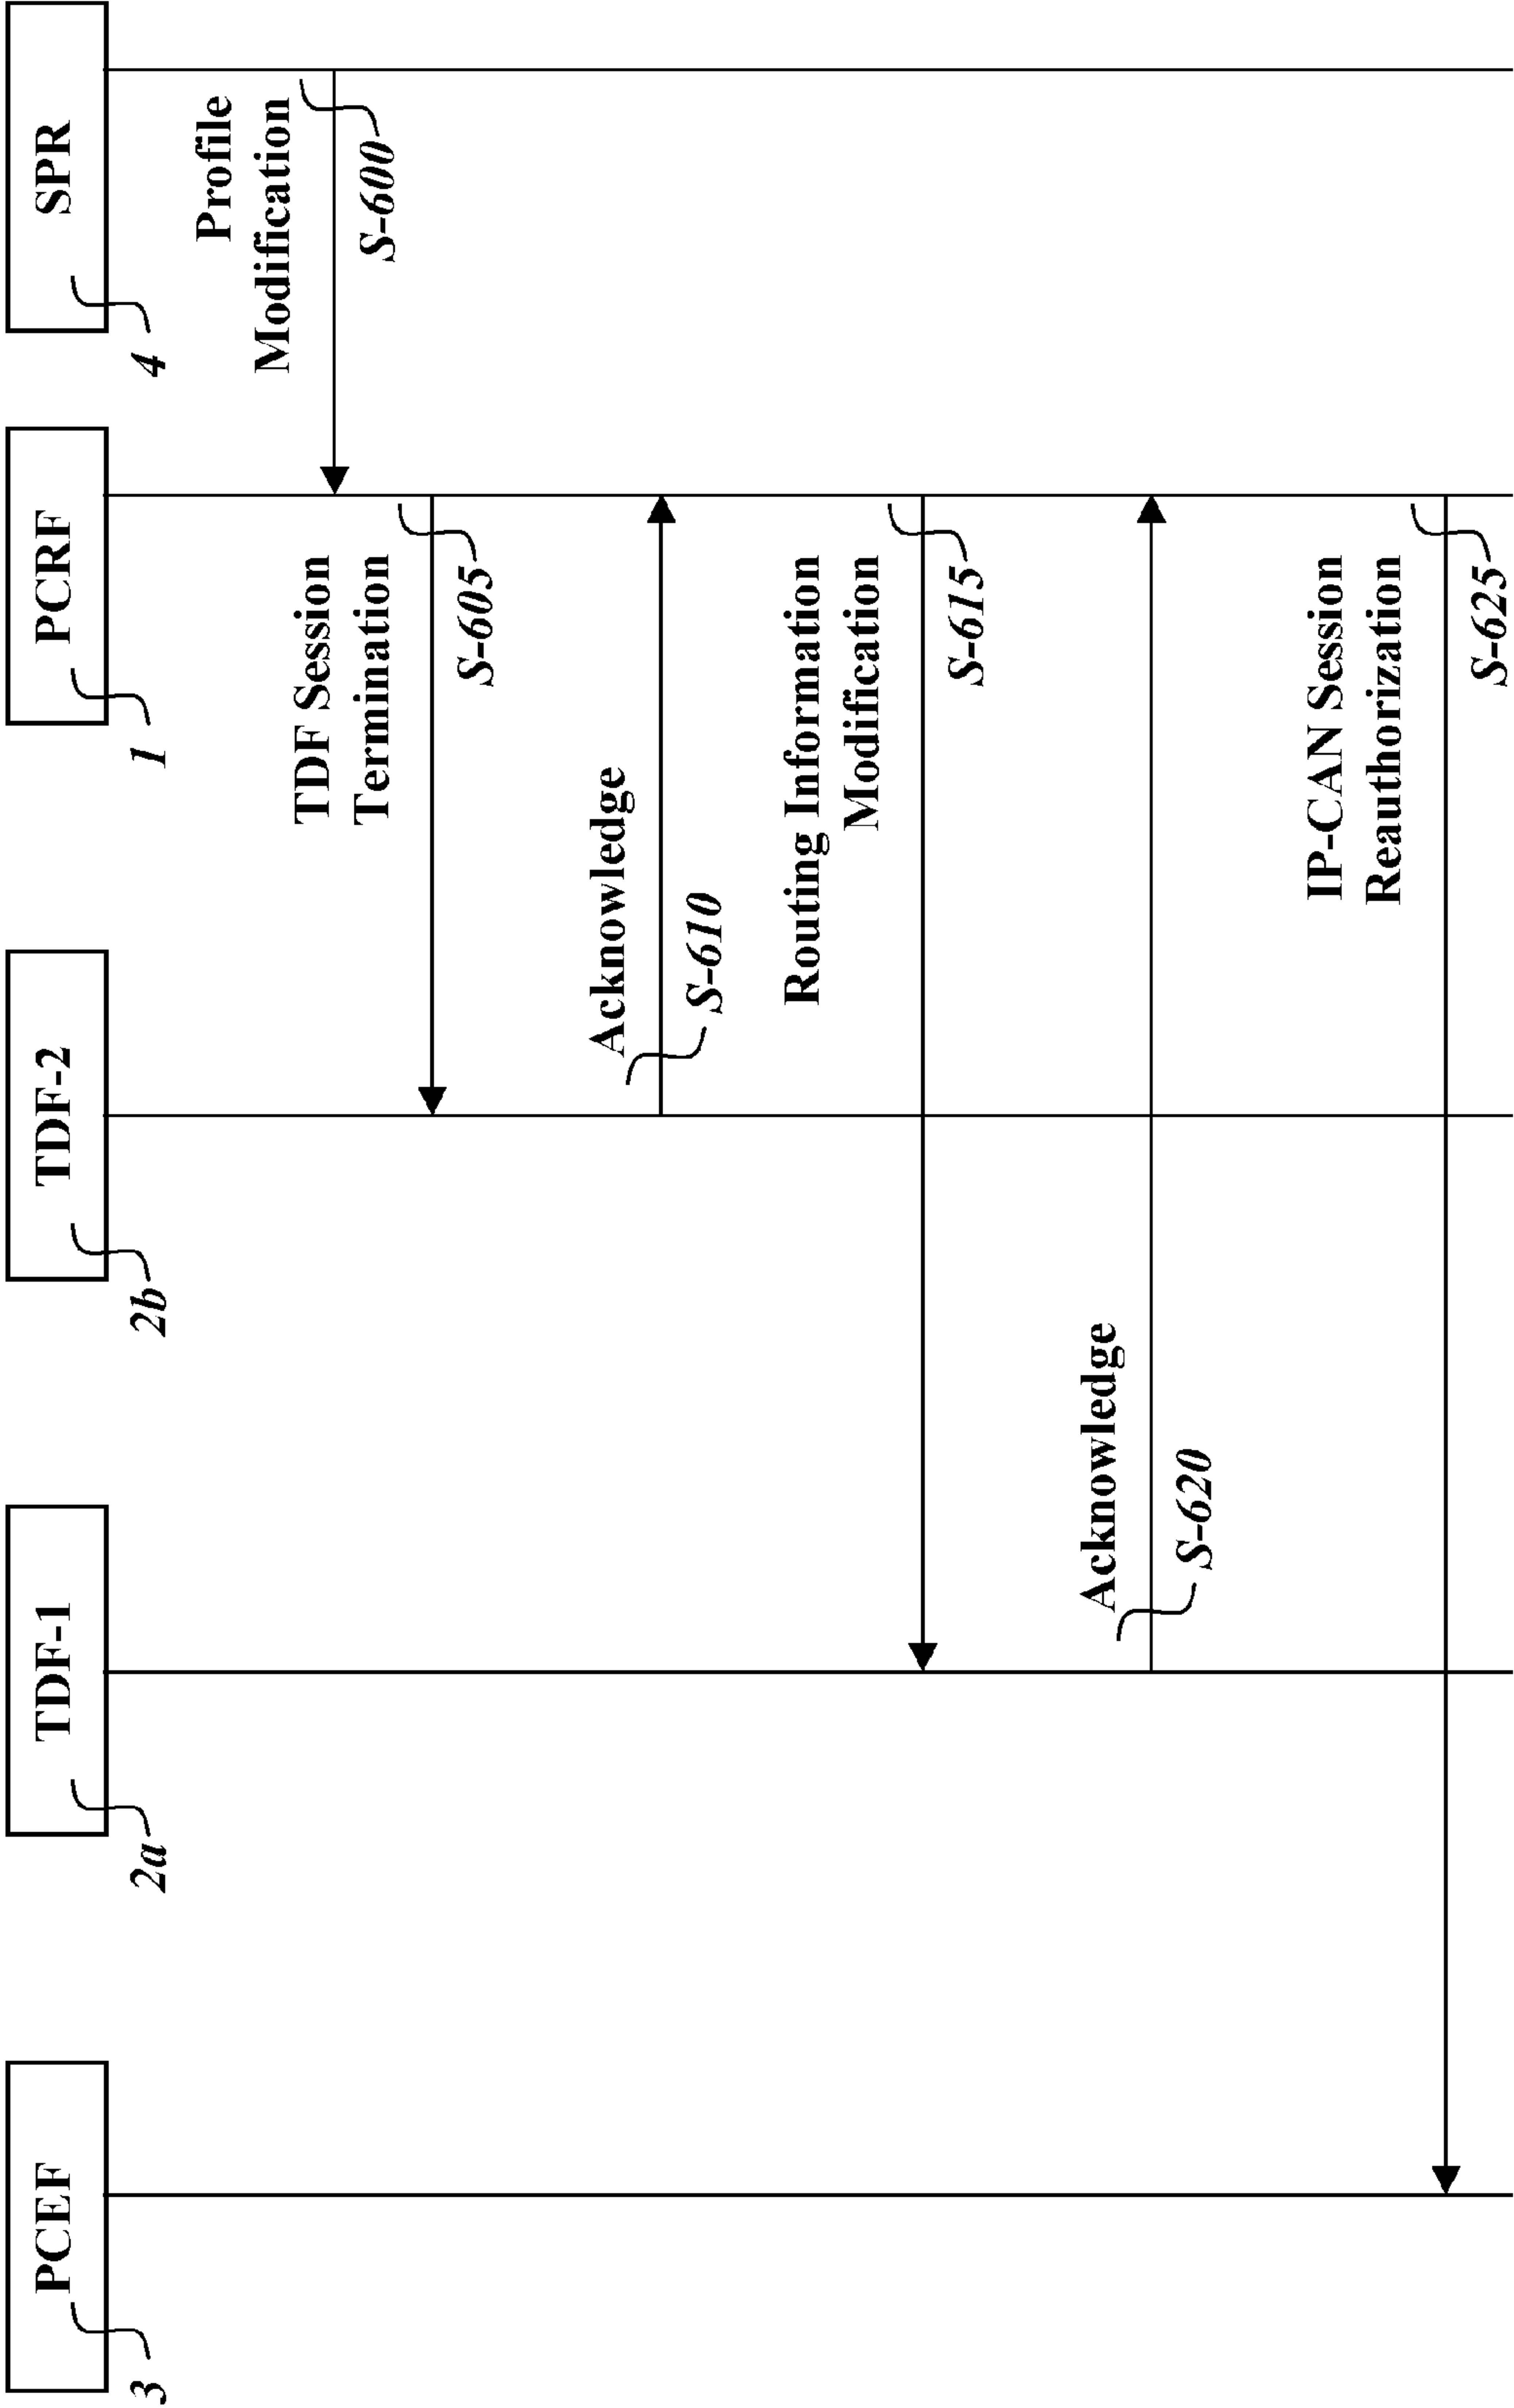 PCEF
TDF-1
TDF-2
PCRF
SPR
3
2a
2b
1
4
Profile
Modification
S-600
TDF Session
Termination
S-605
Acknowledge
S-610
Routing Information
Modification
S-615
Acknowledge
S-620
IP-CAN Session
Reauthorization
S-625